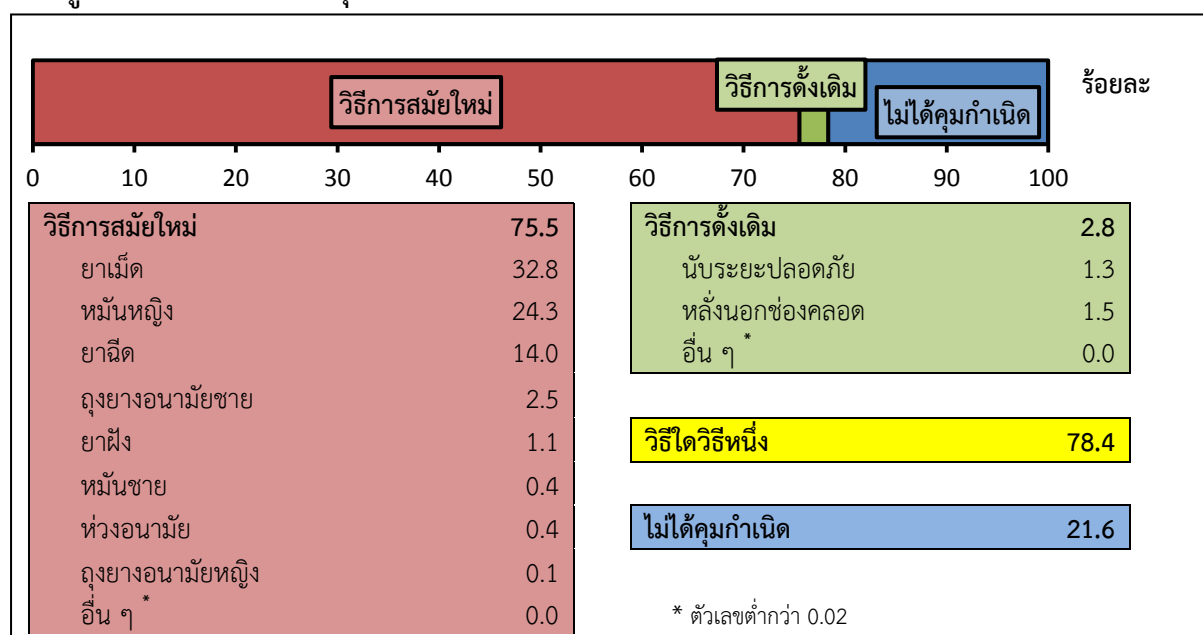 วิธีการสมัยใหม่
วิธีการดั้งเดิม
ไม่ได้คุมกำเนิด
ร้อยละ
0 10 20 30 40 50 60 70 80 90 100
วิธีการสมัยใหม่ 75.5
ยาเม็ด 32.8
หมันหญิง 24.3
ยาฉีด 14.0
ถุงยางอนามัยชาย 2.5
ยาฝัง 1.1
หมันชาย 0.4
ห่วงอนามัย 0.4
ถุงยางอนามัยหญิง 0.1
อื่น ๆ * 0.0
วิธีการดั้งเดิม 2.8
นับระยะปลอดภัย 1.3
หลั่งนอกช่องคลอด 1.5
อื่น ๆ * 0.0
วิธีใดวิธีหนึ่ง 78.4
ไม่ได้คุมกำเนิด 21.6
* ตัวเลขต่ำกว่า 0.02